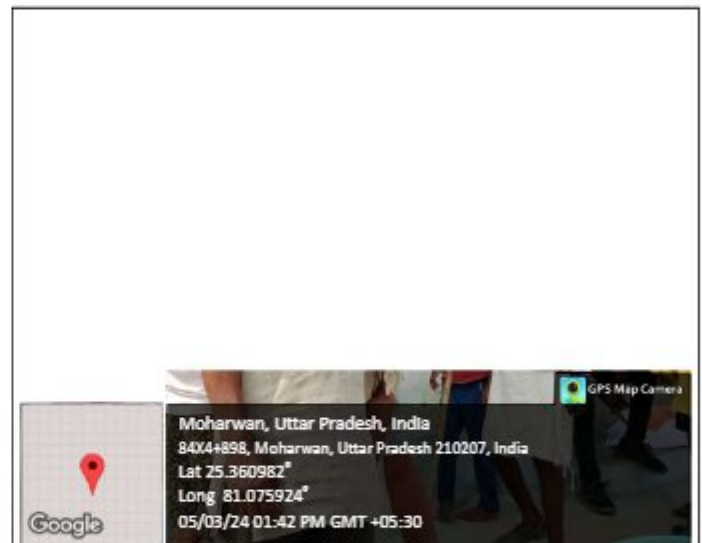 GPS Map Camera
Moharwan, Uttar Pradesh, India
84X4+898, Moharwan, Uttar Pradesh 210207, India
Lat 25.360982°
Long 81.075924°
05/03/24 01:42 PM GMT +05:30
Google